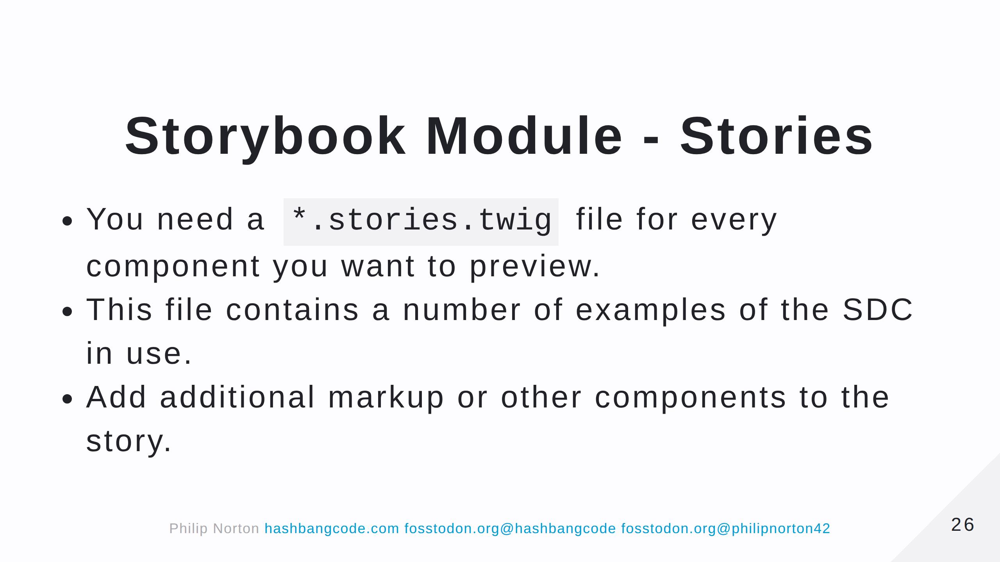 Storybook Module - Stories
• You need a *.stories.twig file for every
component you want to preview.
• This file contains a number of examples of the SDC
in use.
• Add additional markup or other components to the
story.
Philip Norton hashbangcode.com fosstodon.org@hashbangcode fosstodon.org@philipnorton42
26